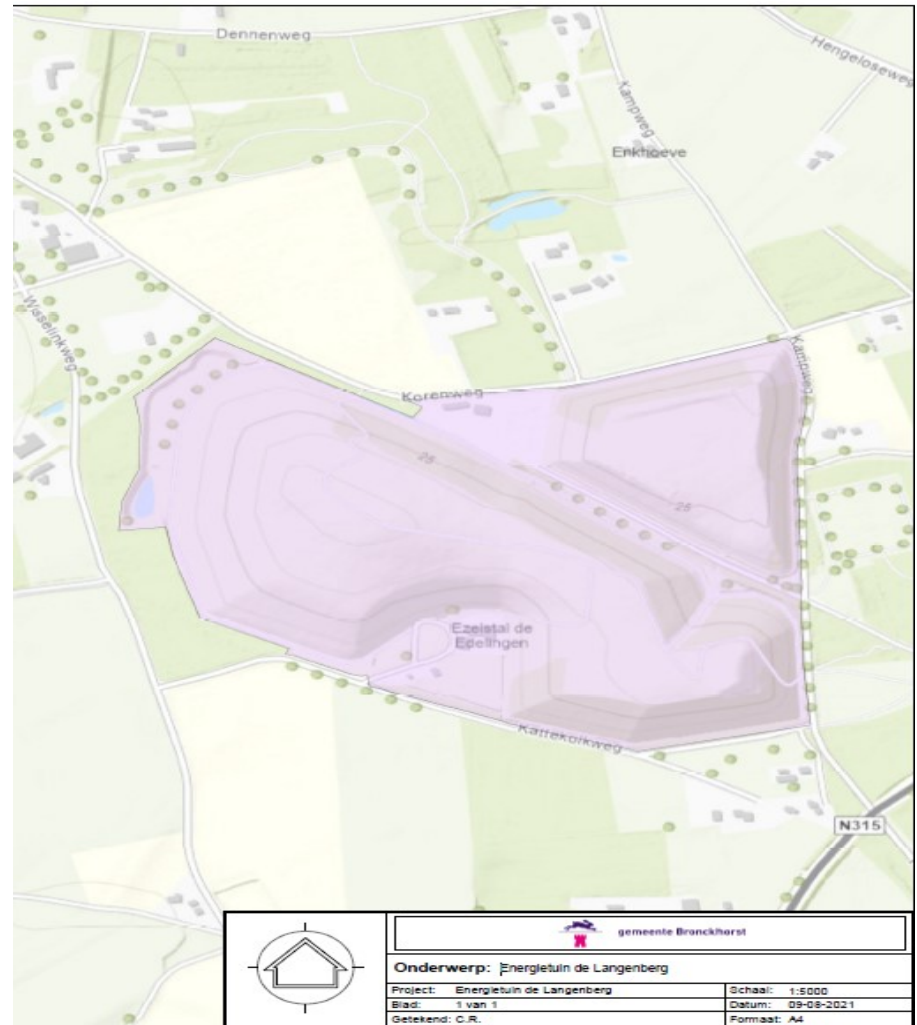 Dennenweg
Hengeloseweg
Kampweg
Enkhoeve
Wisselinkweg
Kampweg
Korenweg
25
25
Ezelstal de
Edelingen
Kattekolkweg
N315
gemeente Bronckhorst
Onderwerp: Energietuin de Langenberg
Project: Energietuin de Langenberg Schaal: 1:5000
Blad: 1 van 1 Datum: 09-08-2021
Getekend: C.R. Formaat: A4